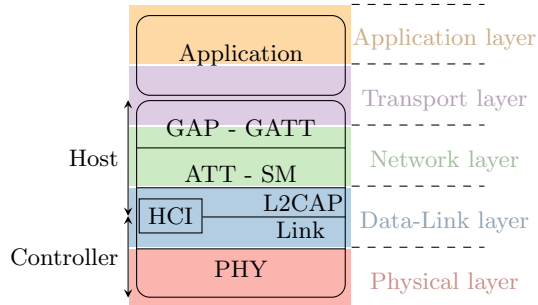 Application layer
Application
Transport layer
GAP - GATT
Host
Network layer
ATT - SM
L2CAP
HCI
Data-Link layer
Link
Controller
PHY
Physical layer